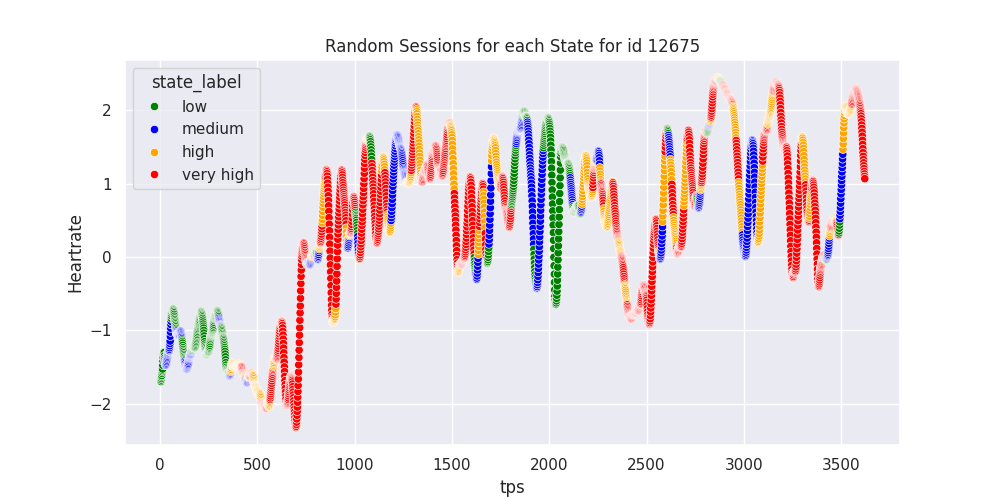 Random Sessions for each State for id 12675
state_label
low
medium
high
very high
Heartrate
2
1
0
−1
−2
0 500 1000 1500 2000 2500 3000 3500
tps